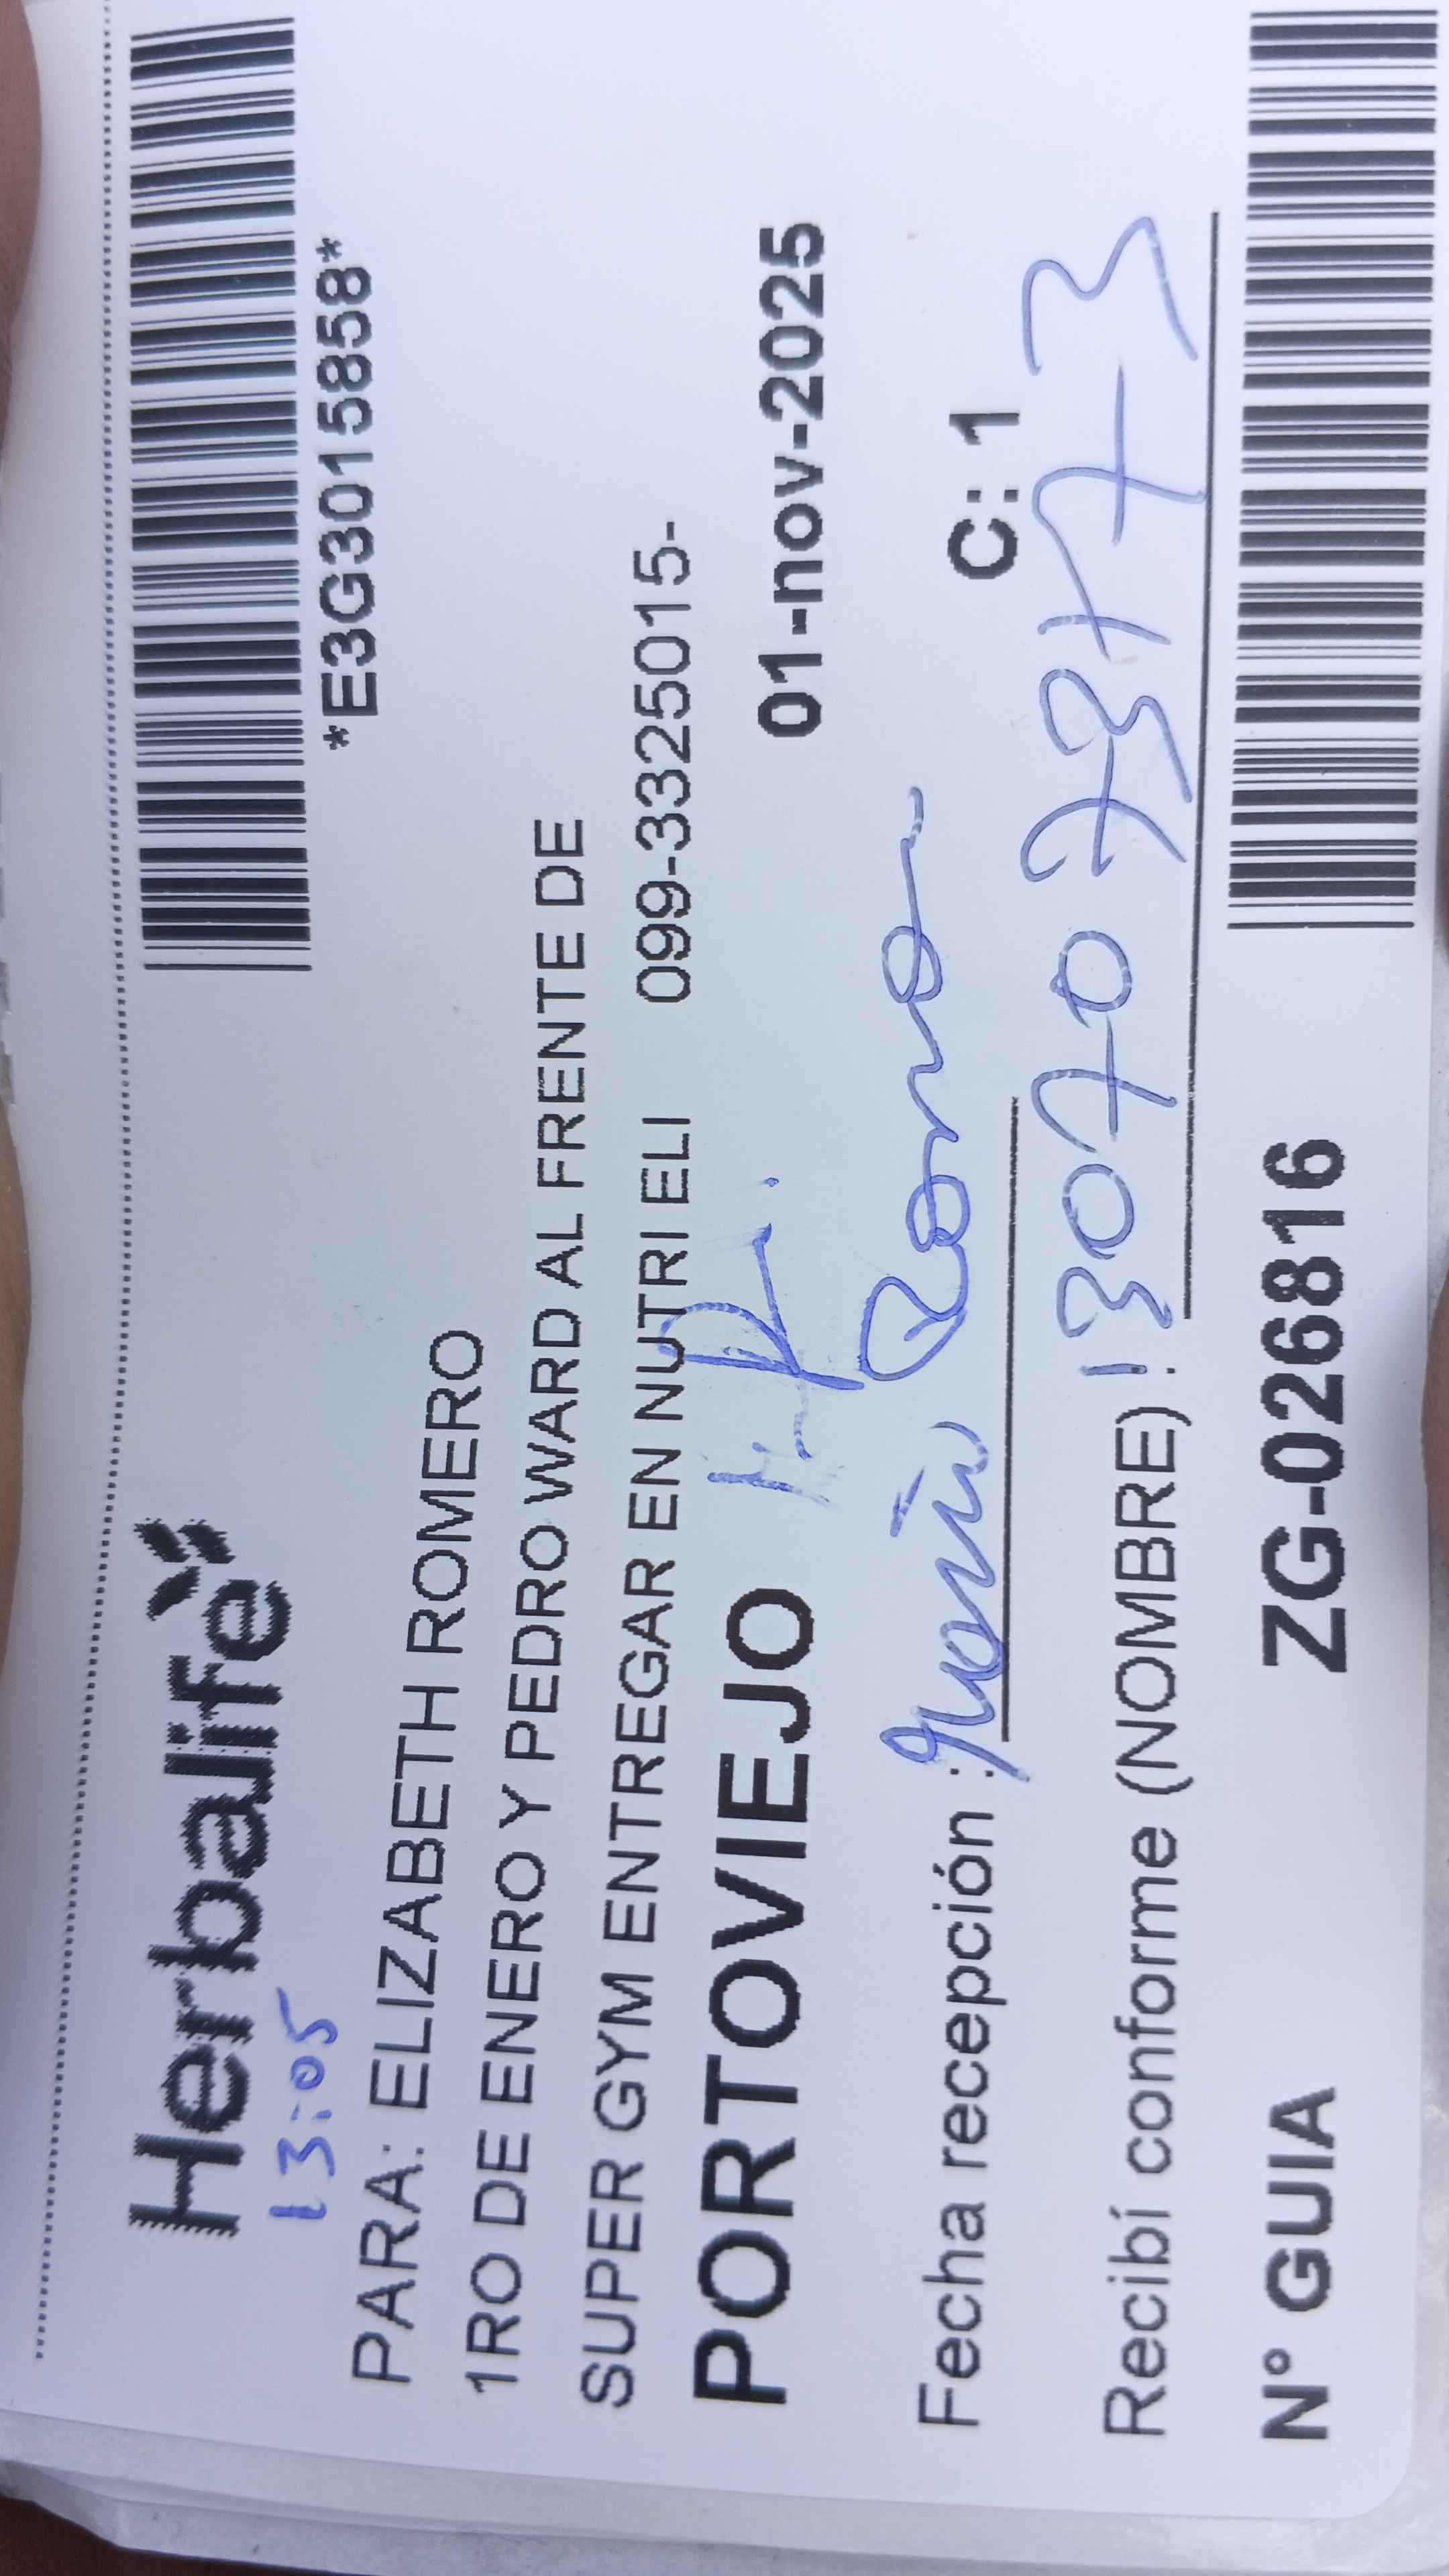 Herbalife
13:05
*E3G3015858*
PARA: ELIZABETH ROMERO
1RO DE ENERO Y PEDRO WARD AL FRENTE DE
SUPER GYM ENTREGAR EN NUTRI ELI 099-3325015-
PORTOVIEJO 01-nov-2025
Fecha recepción : C: 1
Recibí conforme (NOMBRE) :
N° GUIA ZG-026816